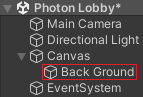 Photon Lobby*
Main Camera
Directional Light
Canvas
Back Ground
EventSystem